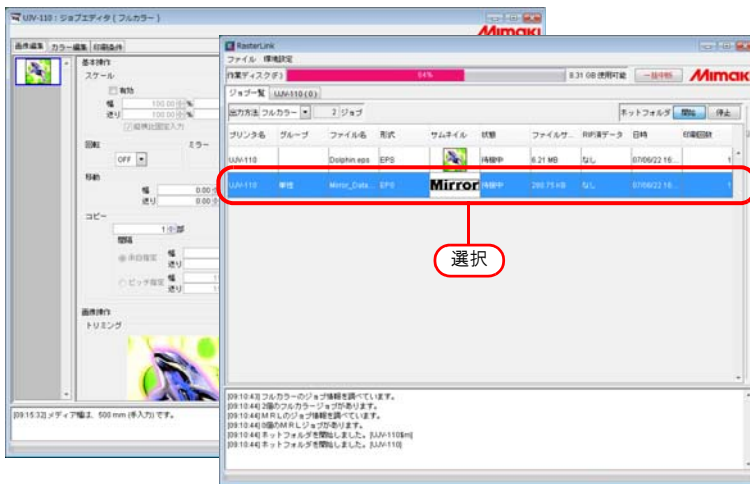 UJV-110 : ジョブエディタ ( フルカラー )
Mimaki
画像編集 カラー編集 印刷条件
基本操作
スケール
有効
幅 100.00 %
送り 100.00 %
縦横比固定入力
回転 ミラー
OFF
移動
幅 0.00
送り 0.00
コピー
1 部
間隔
余白指定 幅
送り
ピッチ指定 幅
送り
画像操作
トリミング
[09:15:32] メディア幅は、500 mm (手入力) です。
RasterLink
ファイル 環境設定
作業ディスク(F:) 64% 8.31 GB 使用可能 一時中断 Mimaki
ジョブ一覧 UJV-110 ( 0 )
出力方法 フルカラー 2 ジョブ ホットフォルダ 開始 停止
プリンタ名 グループ ファイル名 形式 サムネイル 状態 ファイルサ... RIP済データ 日時 印刷回数
UJV-110 Dolphin.eps EPS 待機中 6.21 MB なし 07/06/22 16:... 1
UJV-110 単独 Mirror_Data... EPS Mirror 待機中 280.75 KB なし 07/06/22 16:... 1
選択
[09:10:43] フルカラーのジョブ情報を調べています。
[09:10:44] 2個のフルカラージョブがあります。
[09:10:44] M R L のジョブ情報を調べています。
[09:10:44] 0個のM R L ジョブがあります。
[09:10:44] ホットフォルダを開始しました。[UJV-110$m]
[09:10:44] ホットフォルダを開始しました。[UJV-110]